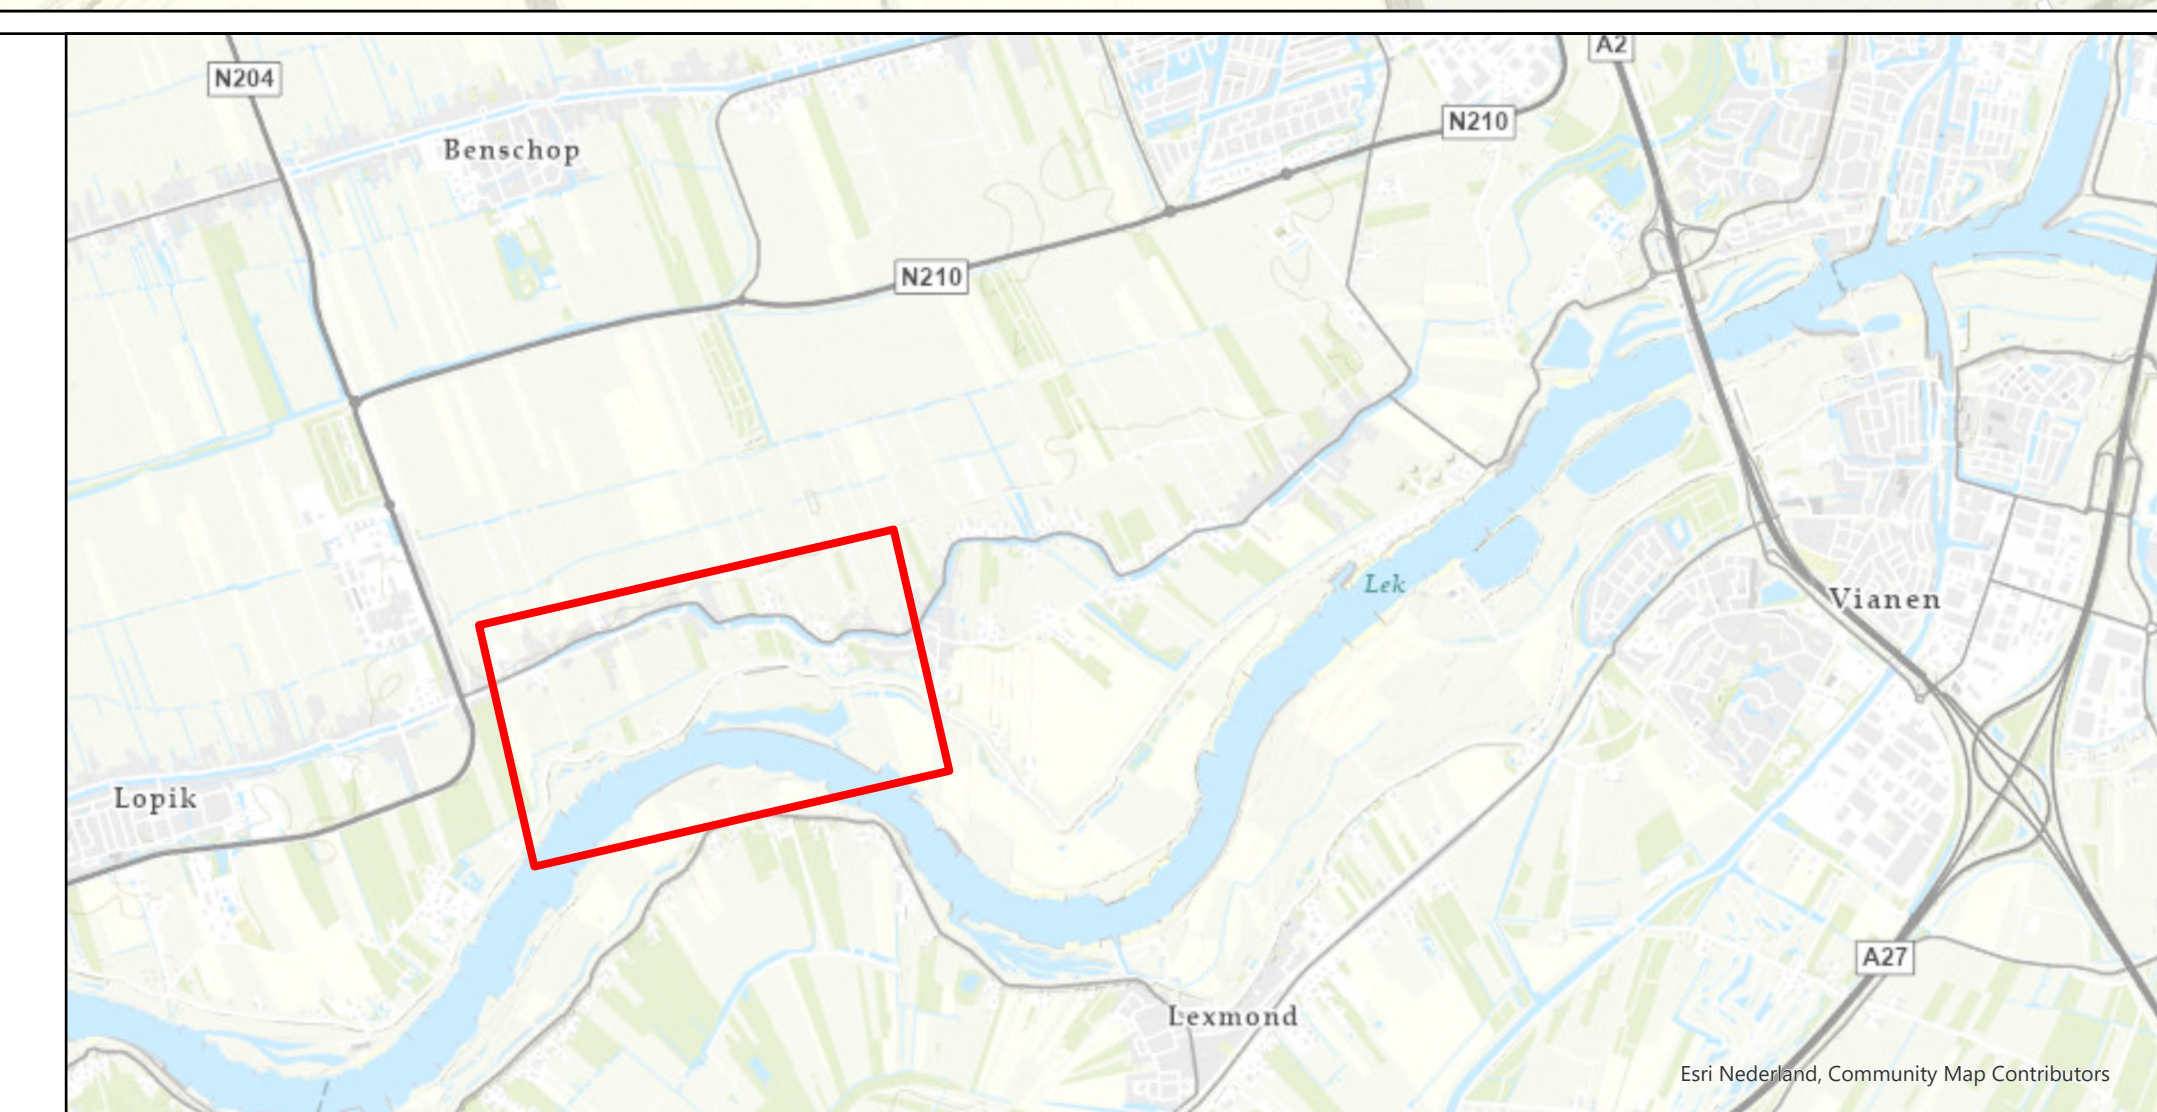 A2
N204
N210
Benschop
N210
Lek
Vianen
Lopik
A27
Lexmond
Esri Nederland, Community Map Contributors